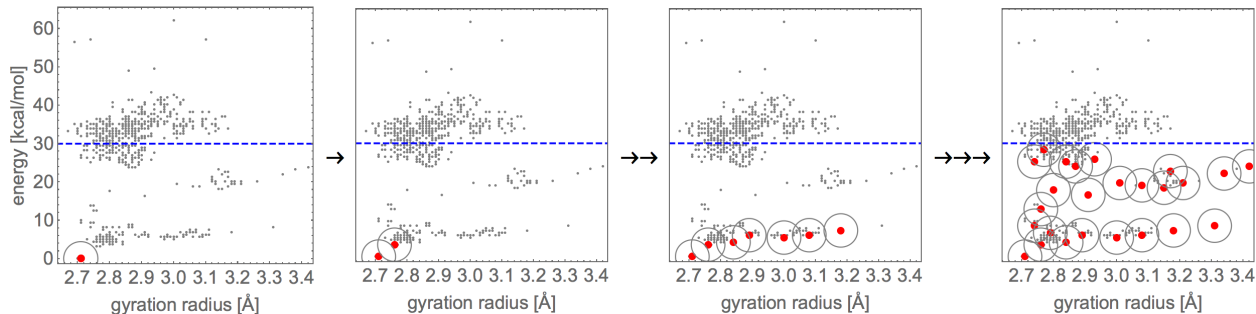 energy [kcal/mol]
60
50
40
30
20
10
0
2.7 2.8 2.9 3.0 3.1 3.2 3.3 3.4
gyration radius [Å]
→
2.7 2.8 2.9 3.0 3.1 3.2 3.3 3.4
gyration radius [Å]
→→
2.7 2.8 2.9 3.0 3.1 3.2 3.3 3.4
gyration radius [Å]
→→→
2.7 2.8 2.9 3.0 3.1 3.2 3.3 3.4
gyration radius [Å]